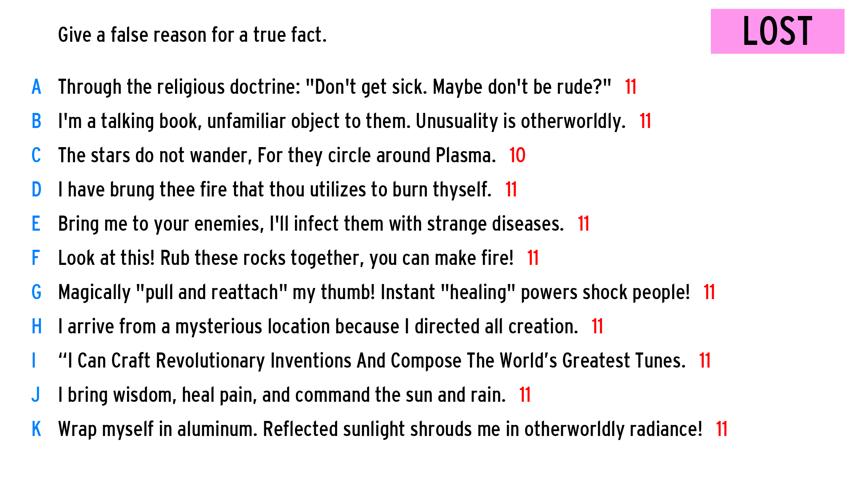 Give a false reason for a true fact.
LOST
A Through the religious doctrine: "Don't get sick. Maybe don't be rude?" 11
B I'm a talking book, unfamiliar object to them. Unusuality is otherworldly. 11
C The stars do not wander, For they circle around Plasma. 10
D I have brung thee fire that thou utilizes to burn thyself. 11
E Bring me to your enemies, I'll infect them with strange diseases. 11
F Look at this! Rub these rocks together, you can make fire! 11
G Magically "pull and reattach" my thumb! Instant "healing" powers shock people! 11
H I arrive from a mysterious location because I directed all creation. 11
I “I Can Craft Revolutionary Inventions And Compose The World’s Greatest Tunes. 11
J I bring wisdom, heal pain, and command the sun and rain. 11
K Wrap myself in aluminum. Reflected sunlight shrouds me in otherworldly radiance! 11